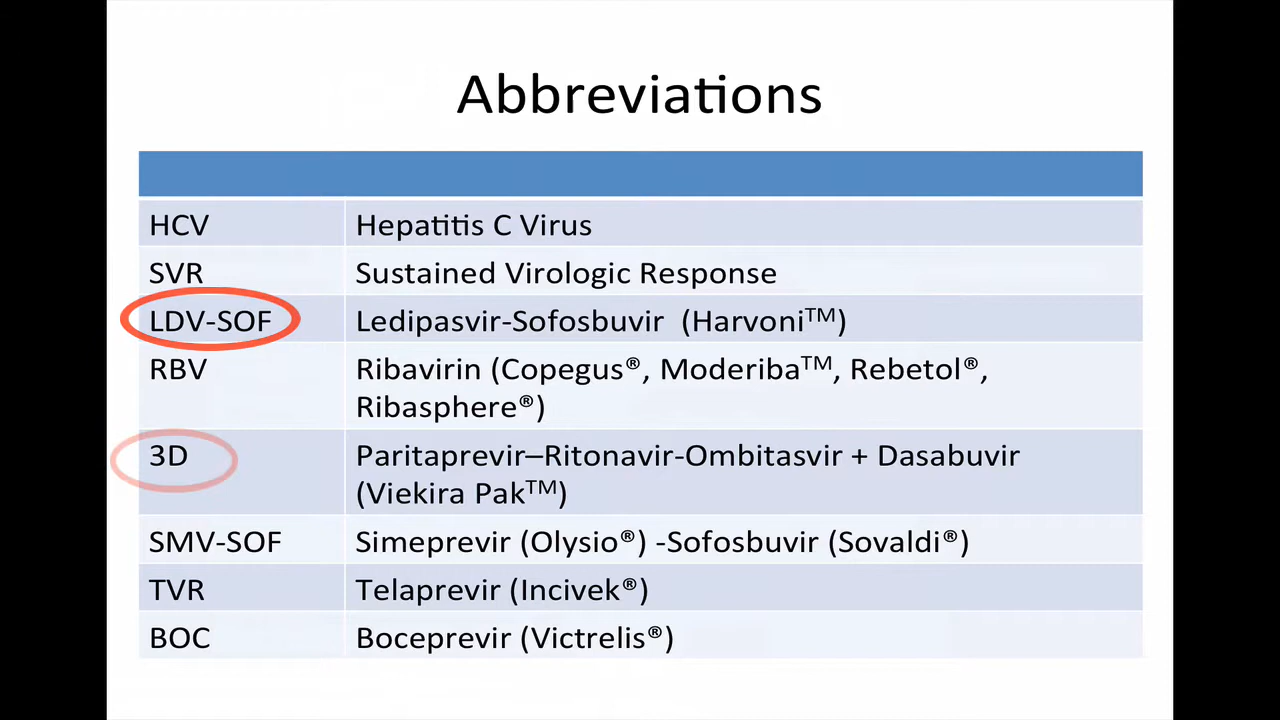 Abbreviations
HCV Hepatitis C Virus
SVR Sustained Virologic Response
LDV-SOF Ledipasvir-Sofosbuvir (Harvoni™)
RBV Ribavirin (Copegus®, Moderiba™, Rebetol®,
Ribasphere®)
3D Paritaprevir–Ritonavir-Ombitasvir + Dasabuvir
(Viekira Pak™)
SMV-SOF Simeprevir (Olysio®) -Sofosbuvir (Sovaldi®)
TVR Telaprevir (Incivek®)
BOC Boceprevir (Victrelis®)